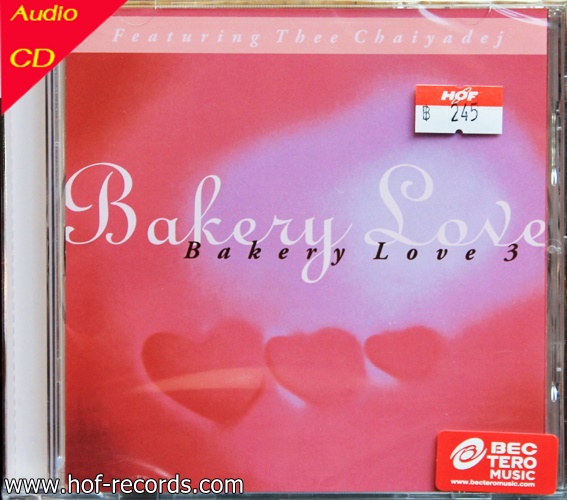 Audio
CD
Featuring Thee Chaiyadej
HOF
฿ 245
Bakery Love
Bakery Love 3
BEC
TERO
MUSIC
www.becteromusic.com
www.hof-records.com